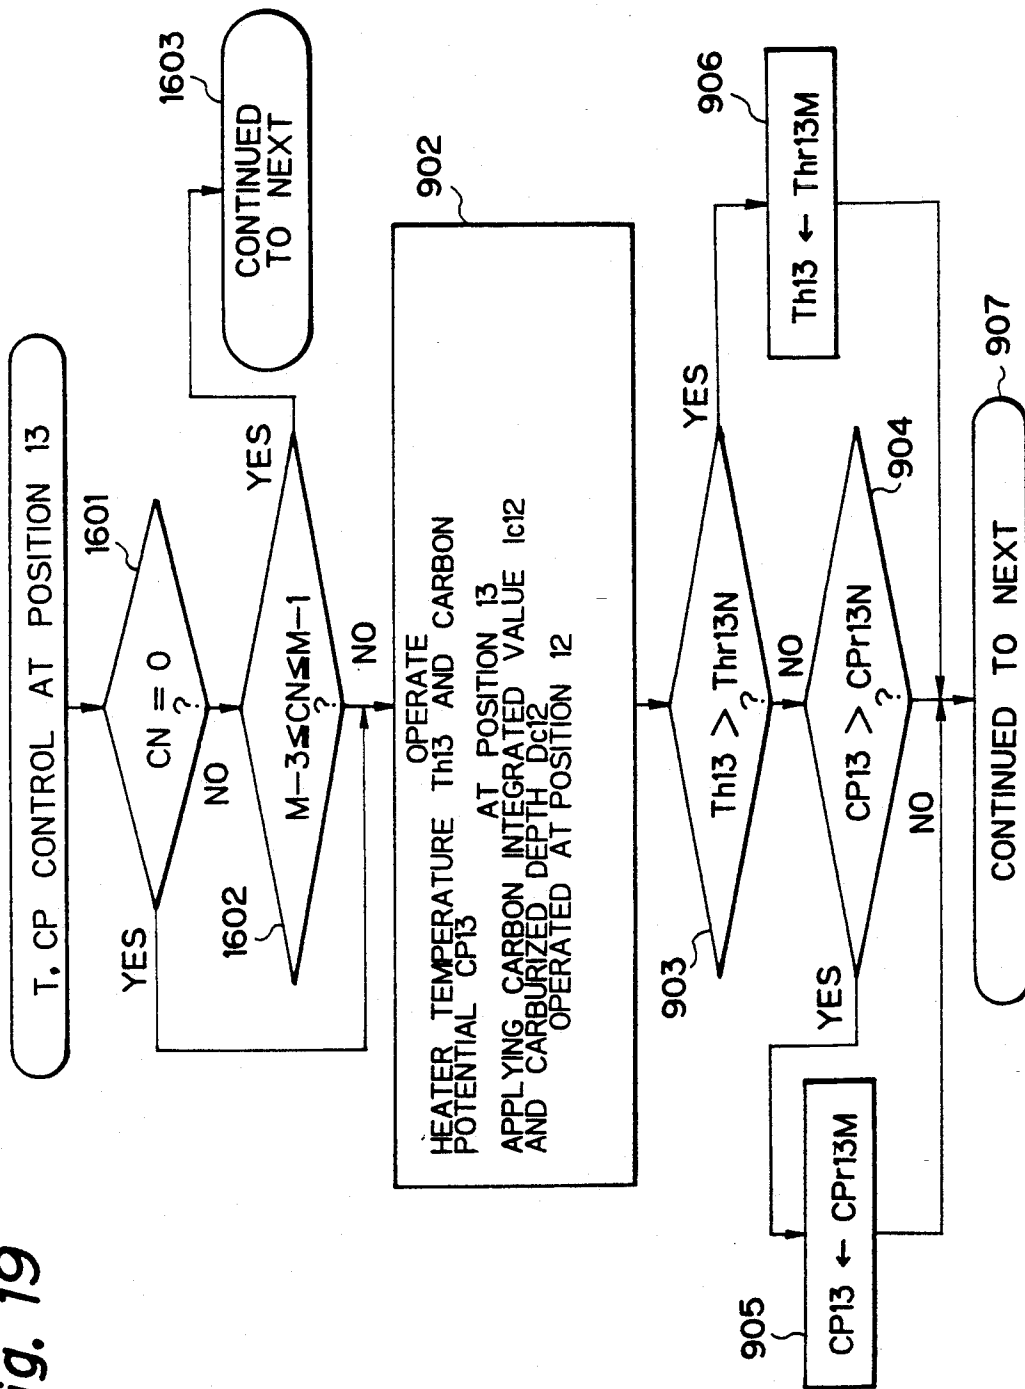 ig. 19
T, CP CONTROL AT POSITION 13
1601
CN = 0
?
YES
NO
1602
M-3≦CN≦M-1
?
YES
NO
1603
CONTINUED
TO NEXT
902
OPERATE
HEATER TEMPERATURE Th13 AND CARBON
POTENTIAL CP13
AT POSITION 13
APPLYING CARBON INTEGRATED VALUE Ic12
AND CARBURIZED DEPTH Dc12
OPERATED AT POSITION 12
903
Th13 > Thr13N
?
YES
NO
906
Th13 ← Thr13M
904
CP13 > CPr13N
?
YES
NO
905
CP13 ← CPr13M
907
CONTINUED TO NEXT